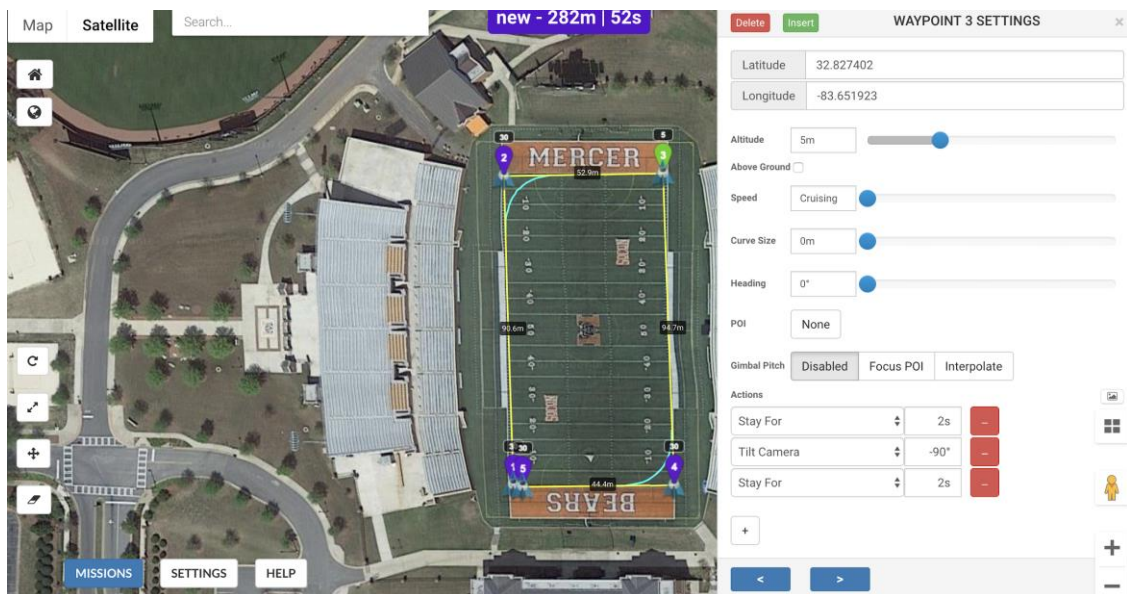 Map Satellite Search...
new - 282m | 52s
Delete Insert WAYPOINT 3 SETTINGS ×
Latitude 32.827402
Longitude -83.651923
Altitude 5m
Above Ground
Speed Cruising
Curve Size 0m
Heading 0°
POI None
Gimbal Pitch Disabled Focus POI Interpolate
Actions
Stay For 2s –
Tilt Camera -90° –
Stay For 2s –
+
< >
30 5
2 3
MERCER
52.9m
90.6m 94.7m
30 30
1 5 4
44.4m
BEARS
MISSIONS SETTINGS HELP